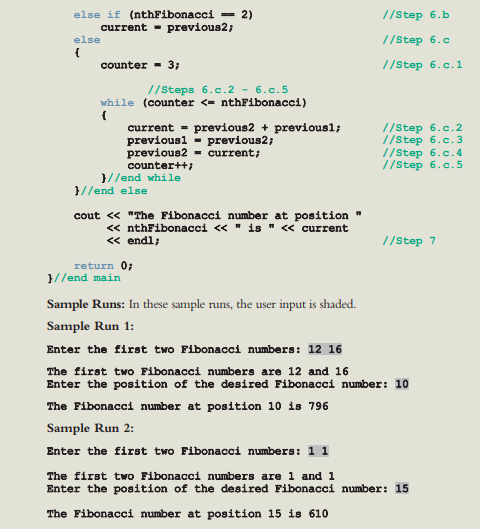 else if (nthFibonacci == 2) //Step 6.b
current = previous2;
else //Step 6.c
{
counter = 3; //Step 6.c.1
//Steps 6.c.2 - 6.c.5
while (counter <= nthFibonacci)
{
current = previous2 + previous1; //Step 6.c.2
previous1 = previous2; //Step 6.c.3
previous2 = current; //Step 6.c.4
counter++; //Step 6.c.5
}//end while
}//end else
cout << "The Fibonacci number at position "
<< nthFibonacci << " is " << current
<< endl; //Step 7
return 0;
}//end main
Sample Runs: In these sample runs, the user input is shaded.
Sample Run 1:
Enter the first two Fibonacci numbers: 12 16
The first two Fibonacci numbers are 12 and 16
Enter the position of the desired Fibonacci number: 10
The Fibonacci number at position 10 is 796
Sample Run 2:
Enter the first two Fibonacci numbers: 1 1
The first two Fibonacci numbers are 1 and 1
Enter the position of the desired Fibonacci number: 15
The Fibonacci number at position 15 is 610